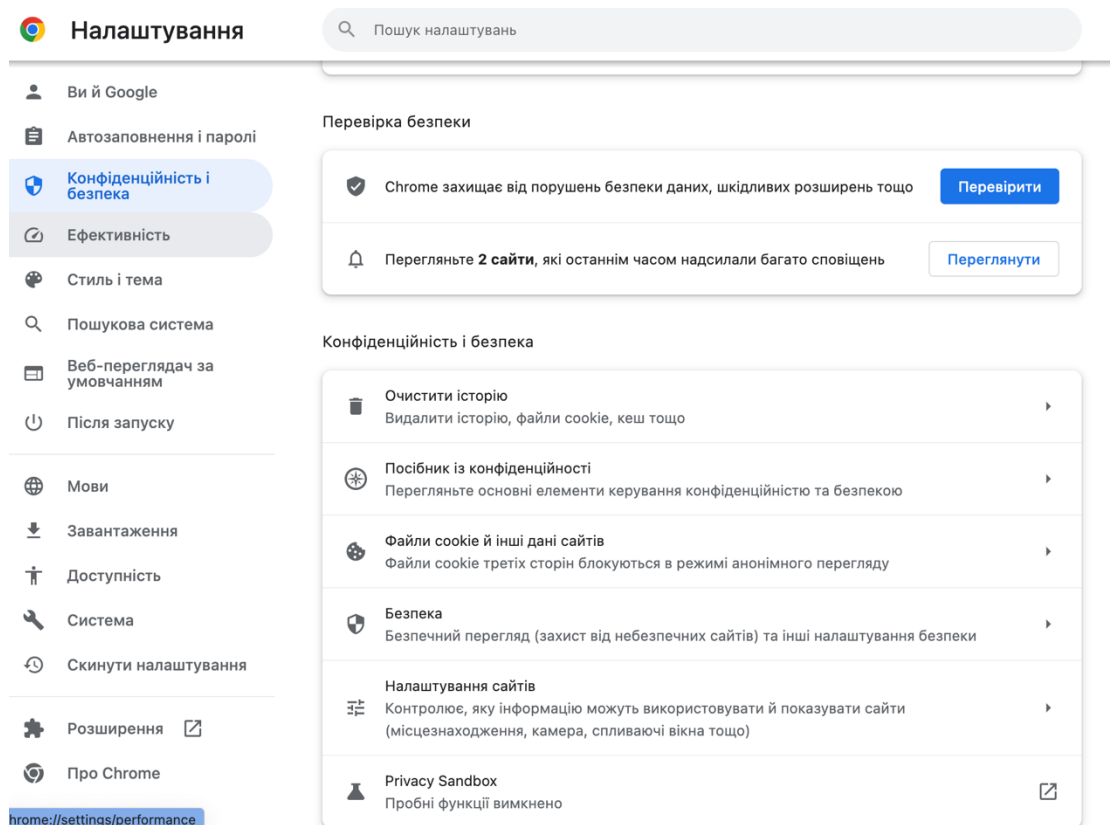 Налаштування
Пошук налаштувань
Ви й Google
Автозаповнення і паролі
Конфіденційність і
безпека
Ефективність
Стиль і тема
Пошукова система
Веб-переглядач за
умовчанням
Після запуску
Мови
Завантаження
Доступність
Система
Скинути налаштування
Розширення
Про Chrome
hrome://settings/performance
Перевірка безпеки
Chrome захищає від порушень безпеки даних, шкідливих розширень тощо
Перевірити
Перегляньте 2 сайти, які останнім часом надсилали багато сповіщень
Переглянути
Конфіденційність і безпека
Очистити історію
Видалити історію, файли cookie, кеш тощо
Посібник із конфіденційності
Перегляньте основні елементи керування конфіденційністю та безпекою
Файли cookie й інші дані сайтів
Файли cookie третіх сторін блокуються в режимі анонімного перегляду
Безпека
Безпечний перегляд (захист від небезпечних сайтів) та інші налаштування безпеки
Налаштування сайтів
Контролює, яку інформацію можуть використовувати й показувати сайти
(місцезнаходження, камера, спливаючі вікна тощо)
Privacy Sandbox
Пробні функції вимкнено